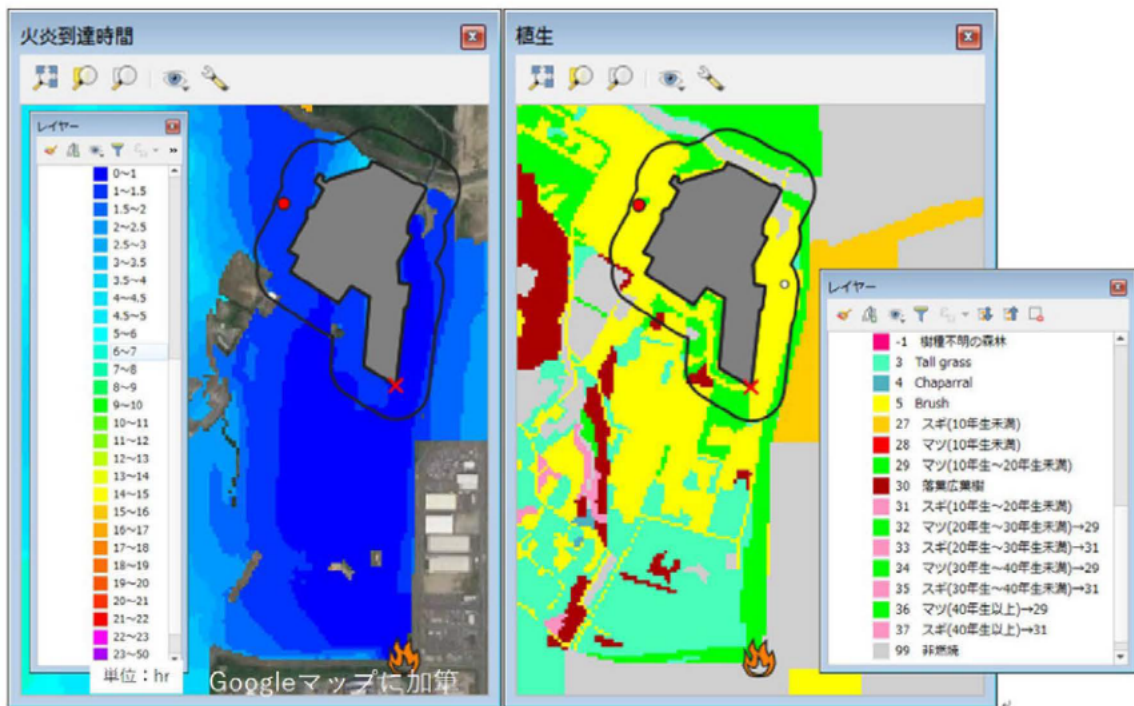 火炎到達時間
レイヤー
0~1
1~1.5
1.5~2
2~2.5
2.5~3
3~3.5
3.5~4
4~4.5
4.5~5
5~6
6~7
7~8
8~9
9~10
10~11
11~12
12~13
13~14
14~15
15~16
16~17
17~18
18~19
19~20
20~21
21~22
22~23
23~50
単位：hr
Googleマップに加筆
植生
レイヤー
-1 樹種不明の森林
3 Tall grass
4 Chaparral
5 Brush
27 スギ(10年生未満)
28 マツ(10年生未満)
29 マツ(10年生～20年生未満)
30 落葉広葉樹
31 スギ(10年生～20年生未満)
32 マツ(20年生～30年生未満)→29
33 スギ(20年生～30年生未満)→31
34 マツ(30年生～40年生未満)→29
35 スギ(30年生～40年生未満)→31
36 マツ(40年生以上)→29
37 スギ(40年生以上)→31
99 非燃焼